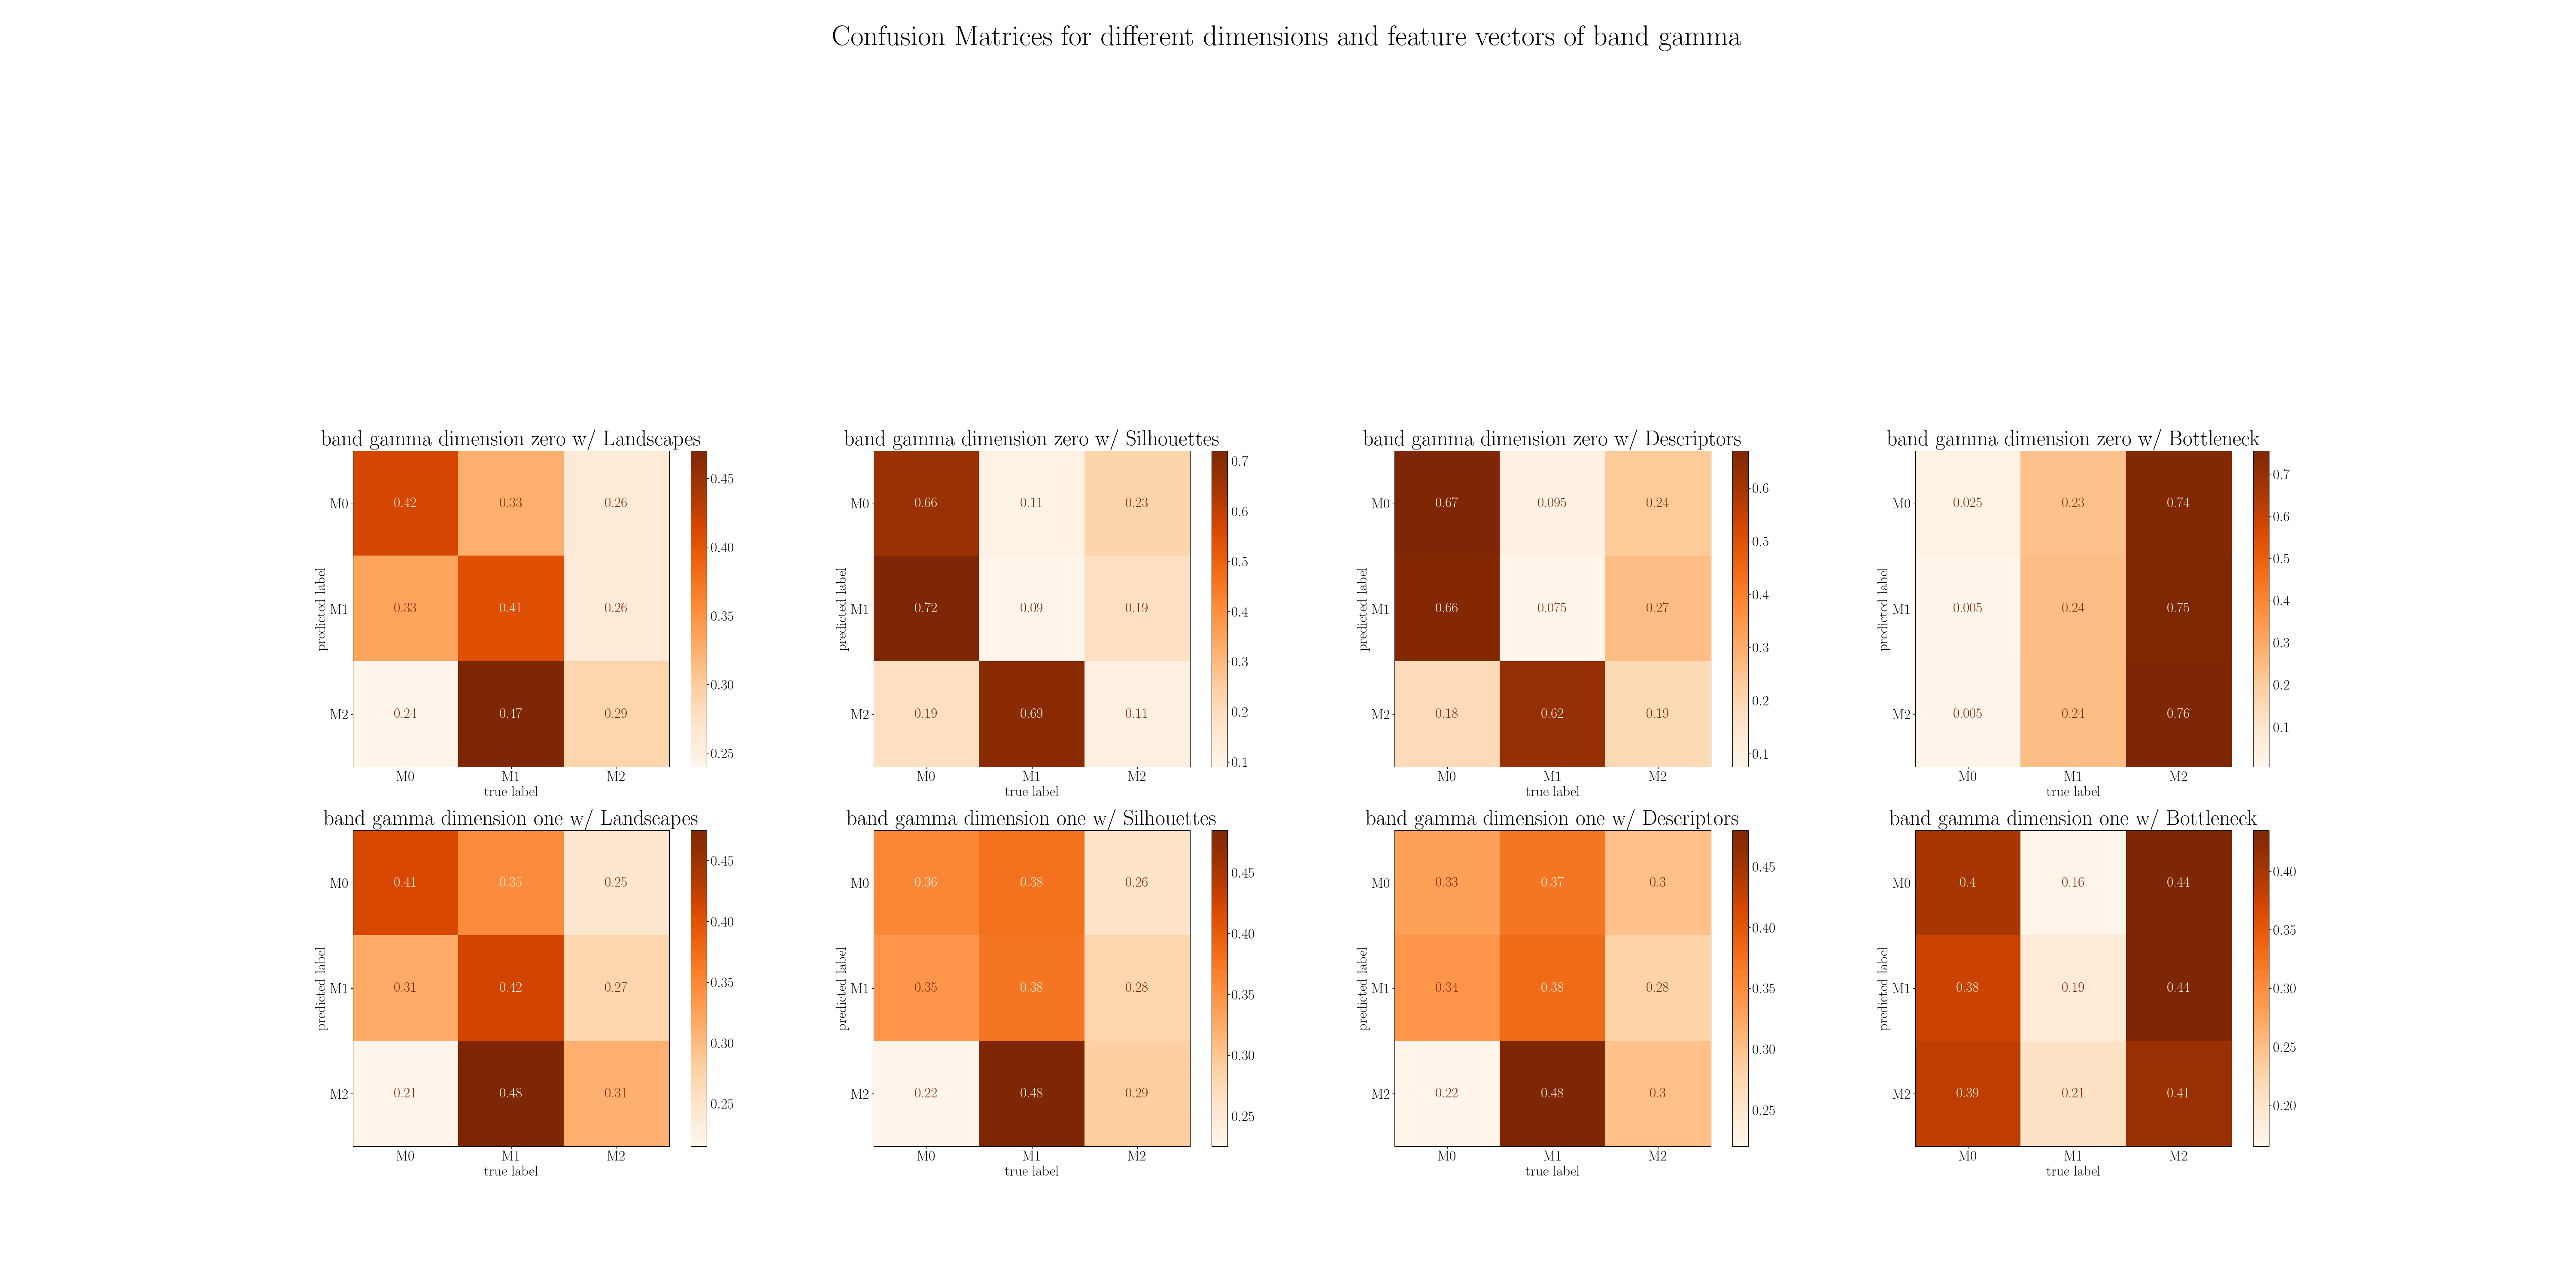 Confusion Matrices for different dimensions and feature vectors of band gamma
band gamma dimension zero w/ Landscapes
M0 0.42 0.33 0.26
M1 0.33 0.41 0.26
M2 0.24 0.47 0.29
M0 M1 M2
true label
predicted label
0.45
0.40
0.35
0.30
0.25
band gamma dimension zero w/ Silhouettes
M0 0.66 0.11 0.23
M1 0.72 0.09 0.19
M2 0.19 0.69 0.11
M0 M1 M2
true label
predicted label
0.7
0.6
0.5
0.4
0.3
0.2
0.1
band gamma dimension zero w/ Descriptors
M0 0.67 0.095 0.24
M1 0.66 0.075 0.27
M2 0.18 0.62 0.19
M0 M1 M2
true label
predicted label
0.6
0.5
0.4
0.3
0.2
0.1
band gamma dimension zero w/ Bottleneck
M0 0.025 0.23 0.74
M1 0.005 0.24 0.75
M2 0.005 0.24 0.76
M0 M1 M2
true label
predicted label
0.7
0.6
0.5
0.4
0.3
0.2
0.1
band gamma dimension one w/ Landscapes
M0 0.41 0.35 0.25
M1 0.31 0.42 0.27
M2 0.21 0.48 0.31
M0 M1 M2
true label
predicted label
0.45
0.40
0.35
0.30
0.25
band gamma dimension one w/ Silhouettes
M0 0.36 0.38 0.26
M1 0.35 0.38 0.28
M2 0.22 0.48 0.29
M0 M1 M2
true label
predicted label
0.45
0.40
0.35
0.30
0.25
band gamma dimension one w/ Descriptors
M0 0.33 0.37 0.3
M1 0.34 0.38 0.28
M2 0.22 0.48 0.3
M0 M1 M2
true label
predicted label
0.45
0.40
0.35
0.30
0.25
band gamma dimension one w/ Bottleneck
M0 0.4 0.16 0.44
M1 0.38 0.19 0.44
M2 0.39 0.21 0.41
M0 M1 M2
true label
predicted label
0.40
0.35
0.30
0.25
0.20